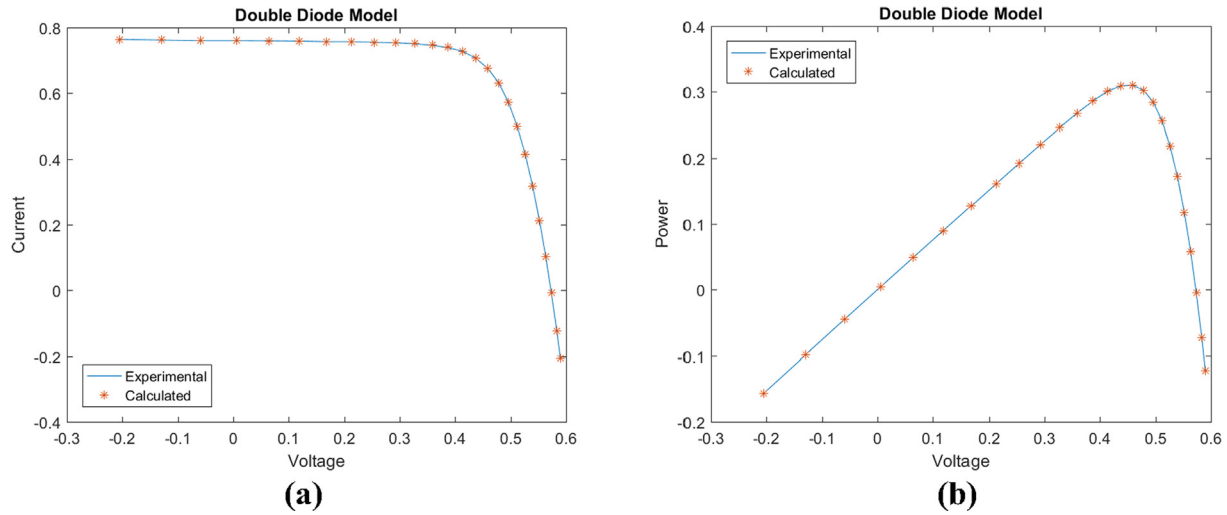 Double Diode Model
0.8
0.6
0.4
0.2
0
-0.2
-0.4
Current
Experimental
Calculated
-0.3 -0.2 -0.1 0 0.1 0.2 0.3 0.4 0.5 0.6
Voltage
(a)
Double Diode Model
0.4
0.3
0.2
0.1
0
-0.1
-0.2
Power
Experimental
Calculated
-0.3 -0.2 -0.1 0 0.1 0.2 0.3 0.4 0.5 0.6
Voltage
(b)